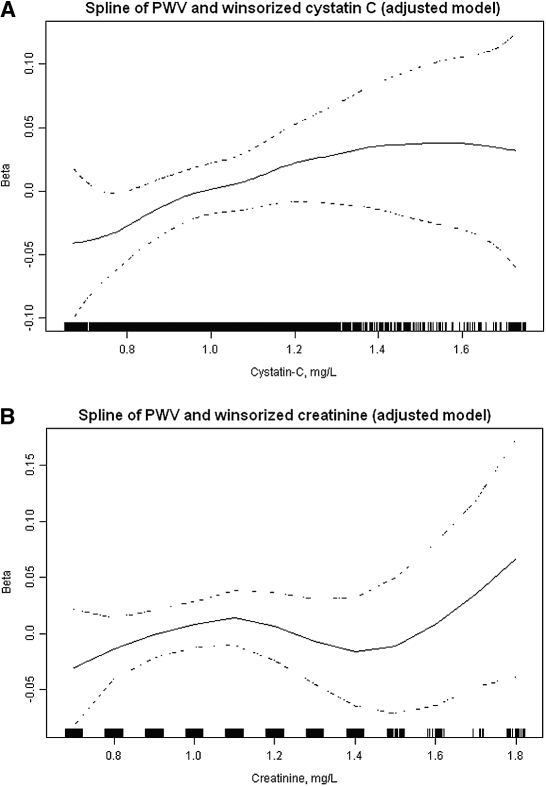 A
Spline of PWV and winsorized cystatin C (adjusted model)
0.10
0.05
0.0
-0.05
-0.10
Beta
0.8 1.0 1.2 1.4 1.6
Cystatin-C, mg/L
B
Spline of PWV and winsorized creatinine (adjusted model)
0.15
0.10
0.05
0.0
-0.05
Beta
0.8 1.0 1.2 1.4 1.6 1.8
Creatinine, mg/L